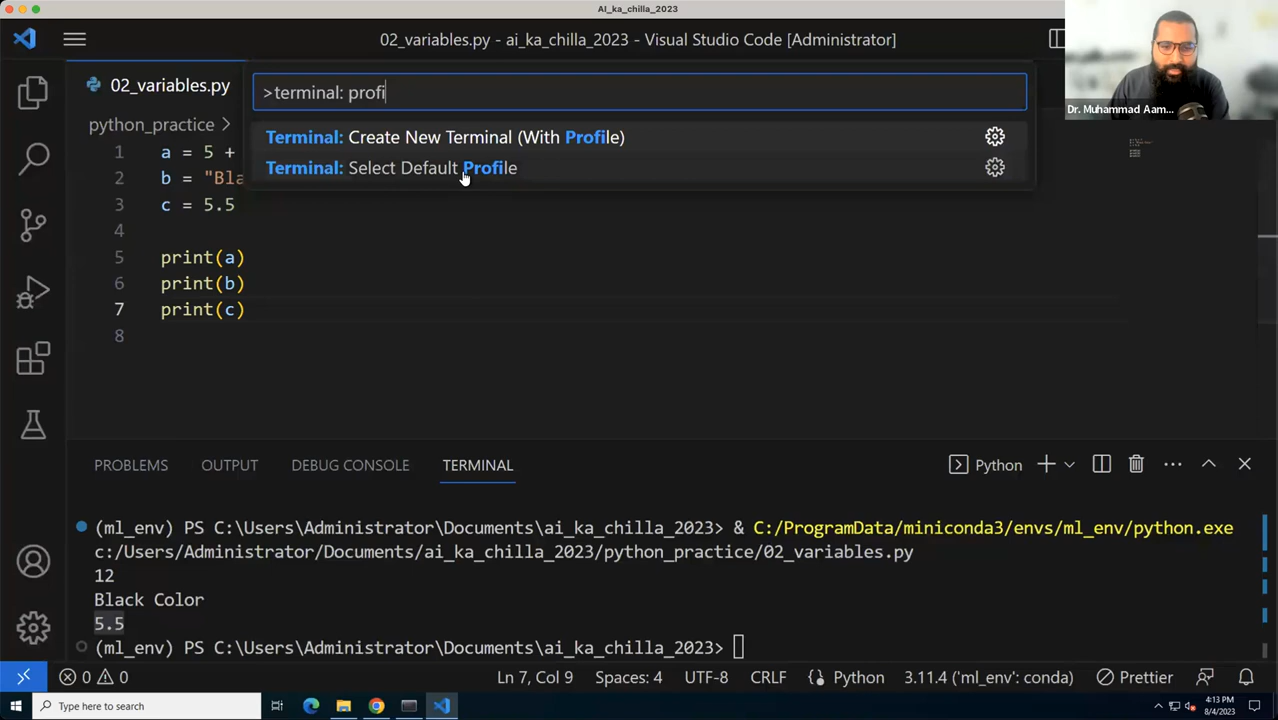 AI_ka_chilla_2023
02_variables.py - ai_ka_chilla_2023 - Visual Studio Code [Administrator]
02_variables.py
>terminal: profi
python_practice >
Terminal: Create New Terminal (With Profile)
Terminal: Select Default Profile
1 a = 5 +
2 b = "Bla
3 c = 5.5
4
5 print(a)
6 print(b)
7 print(c)
8
Dr. Muhammad Aam...
PROBLEMS OUTPUT DEBUG CONSOLE TERMINAL Python
(ml_env) PS C:\Users\Administrator\Documents\ai_ka_chilla_2023> & C:/ProgramData/miniconda3/envs/ml_env/python.exe
c:/Users/Administrator/Documents/ai_ka_chilla_2023/python_practice/02_variables.py
12
Black Color
5.5
(ml_env) PS C:\Users\Administrator\Documents\ai_ka_chilla_2023>
0 0 Ln 7, Col 9 Spaces: 4 UTF-8 CRLF Python 3.11.4 ('ml_env': conda) Prettier
Type here to search
4:13 PM
8/4/2023